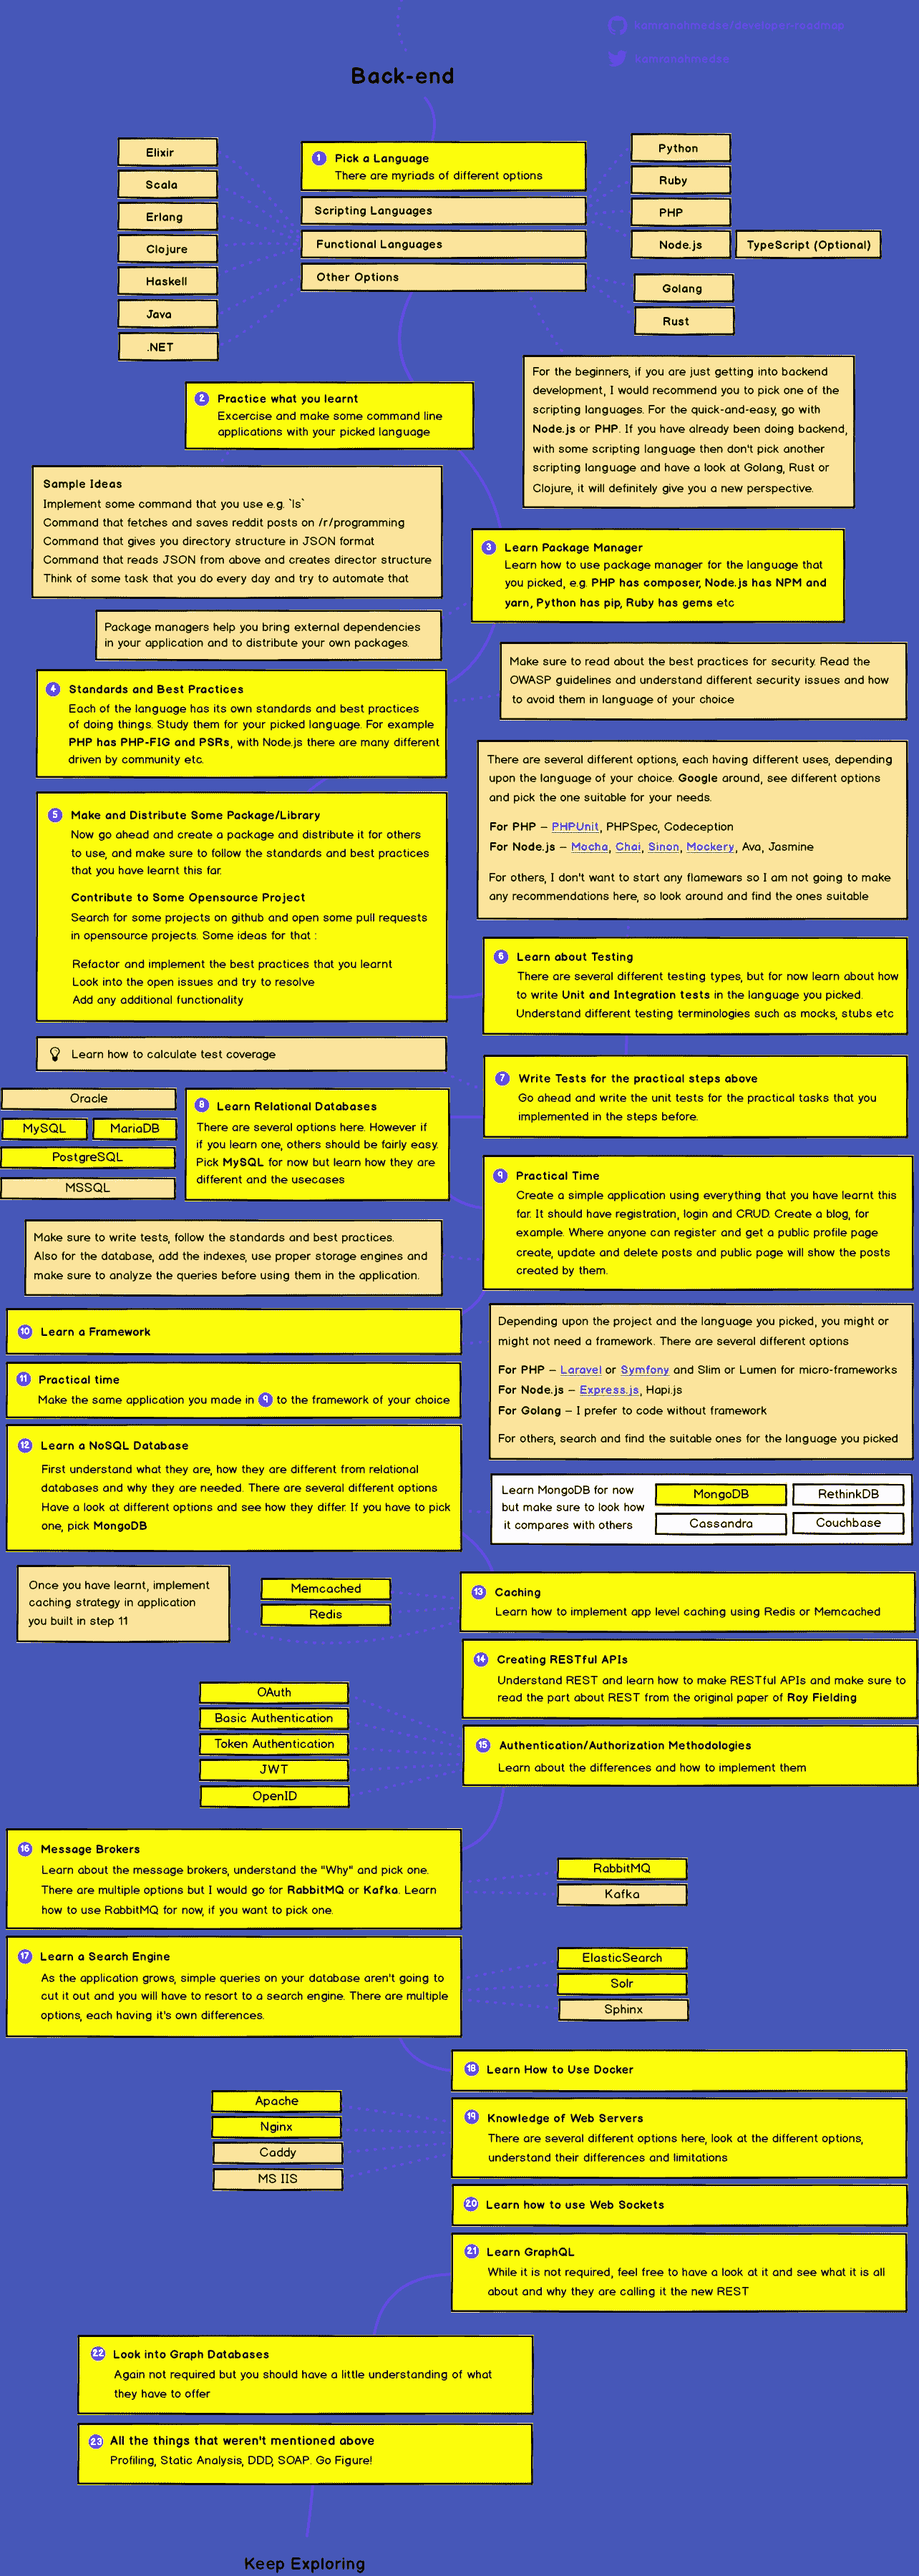 kamranahmedse/developer-roadmap
kamranahmedse
Back-end
Elixir
Scala
Erlang
Clojure
Haskell
Java
.NET
1 Pick a Language
There are myriads of different options
Scripting Languages
Functional Languages
Other Options
Python
Ruby
PHP
Node.js
TypeScript (Optional)
Golang
Rust
For the beginners, if you are just getting into backend
development, I would recommend you to pick one of the
scripting languages. For the quick-and-easy, go with
Node.js or PHP. If you have already been doing backend,
with some scripting language then don't pick another
scripting language and have a look at Golang, Rust or
Clojure, it will definitely give you a new perspective.
2 Practice what you learnt
Excercise and make some command line
applications with your picked language
Sample Ideas
Implement some command that you use e.g. `ls`
Command that fetches and saves reddit posts on /r/programming
Command that gives you directory structure in JSON format
Command that reads JSON from above and creates director structure
Think of some task that you do every day and try to automate that
3 Learn Package Manager
Learn how to use package manager for the language that
you picked, e.g. PHP has composer, Node.js has NPM and
yarn, Python has pip, Ruby has gems etc
Package managers help you bring external dependencies
in your application and to distribute your own packages.
Make sure to read about the best practices for security. Read the
OWASP guidelines and understand different security issues and how
to avoid them in language of your choice
4 Standards and Best Practices
Each of the language has its own standards and best practices
of doing things. Study them for your picked language. For example
PHP has PHP-FIG and PSRs, with Node.js there are many different
driven by community etc.
There are several different options, each having different uses, depending
upon the language of your choice. Google around, see different options
and pick the one suitable for your needs.
For PHP – PHPUnit, PHPSpec, Codeception
For Node.js – Mocha, Chai, Sinon, Mockery, Ava, Jasmine
For others, I don't want to start any flamewars so I am not going to make
any recommendations here, so look around and find the ones suitable
5 Make and Distribute Some Package/Library
Now go ahead and create a package and distribute it for others
to use, and make sure to follow the standards and best practices
that you have learnt this far.
Contribute to Some Opensource Project
Search for some projects on github and open some pull requests
in opensource projects. Some ideas for that :
Refactor and implement the best practices that you learnt
Look into the open issues and try to resolve
Add any additional functionality
6 Learn about Testing
There are several different testing types, but for now learn about how
to write Unit and Integration tests in the language you picked.
Understand different testing terminologies such as mocks, stubs etc
Learn how to calculate test coverage
7 Write Tests for the practical steps above
Go ahead and write the unit tests for the practical tasks that you
implemented in the steps before.
Oracle
MySQL
MariaDB
PostgreSQL
MSSQL
8 Learn Relational Databases
There are several options here. However if
if you learn one, others should be fairly easy.
Pick MySQL for now but learn how they are
different and the usecases
9 Practical Time
Create a simple application using everything that you have learnt this
far. It should have registration, login and CRUD. Create a blog, for
example. Where anyone can register and get a public profile page
create, update and delete posts and public page will show the posts
created by them.
Make sure to write tests, follow the standards and best practices.
Also for the database, add the indexes, use proper storage engines and
make sure to analyze the queries before using them in the application.
10 Learn a Framework
Depending upon the project and the language you picked, you might or
might not need a framework. There are several different options
For PHP – Laravel or Symfony and Slim or Lumen for micro-frameworks
For Node.js – Express.js, Hapi.js
For Golang – I prefer to code without framework
For others, search and find the suitable ones for the language you picked
11 Practical time
Make the same application you made in 9 to the framework of your choice
12 Learn a NoSQL Database
First understand what they are, how they are different from relational
databases and why they are needed. There are several different options
Have a look at different options and see how they differ. If you have to pick
one, pick MongoDB
Learn MongoDB for now
but make sure to look how
it compares with others
MongoDB
RethinkDB
Cassandra
Couchbase
Once you have learnt, implement
caching strategy in application
you built in step 11
Memcached
Redis
13 Caching
Learn how to implement app level caching using Redis or Memcached
14 Creating RESTful APIs
Understand REST and learn how to make RESTful APIs and make sure to
read the part about REST from the original paper of Roy Fielding
OAuth
Basic Authentication
Token Authentication
JWT
OpenID
15 Authentication/Authorization Methodologies
Learn about the differences and how to implement them
16 Message Brokers
Learn about the message brokers, understand the "Why" and pick one.
There are multiple options but I would go for RabbitMQ or Kafka. Learn
how to use RabbitMQ for now, if you want to pick one.
RabbitMQ
Kafka
17 Learn a Search Engine
As the application grows, simple queries on your database aren't going to
cut it out and you will have to resort to a search engine. There are multiple
options, each having it's own differences.
ElasticSearch
Solr
Sphinx
18 Learn How to Use Docker
Apache
Nginx
Caddy
MS IIS
19 Knowledge of Web Servers
There are several different options here, look at the different options,
understand their differences and limitations
20 Learn how to use Web Sockets
21 Learn GraphQL
While it is not required, feel free to have a look at it and see what it is all
about and why they are calling it the new REST
22 Look into Graph Databases
Again not required but you should have a little understanding of what
they have to offer
23 All the things that weren't mentioned above
Profiling, Static Analysis, DDD, SOAP. Go Figure!
Keep Exploring